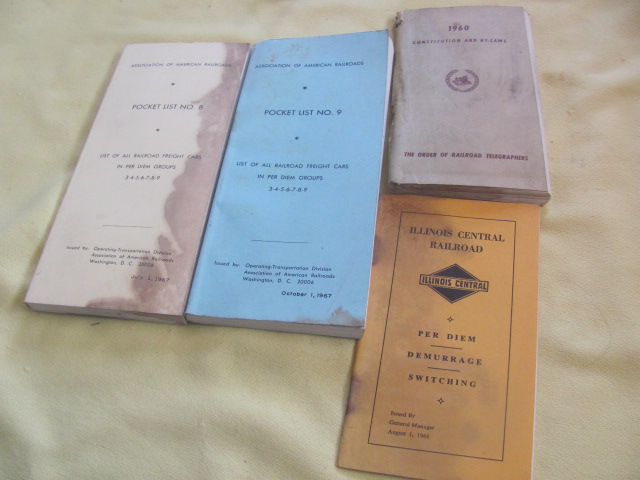 ASSOCIATION OF AMERICAN RAILROADS
POCKET LIST NO. 8
LIST OF ALL RAILROAD FREIGHT CARS
IN PER DIEM GROUPS
3-4-5-6-7-8-9
Issued by: Operating-Transportation Division
Association of American Railroads
Washington, D. C. 20006
July 1, 1967
ASSOCIATION OF AMERICAN RAILROADS
POCKET LIST NO. 9
LIST OF ALL RAILROAD FREIGHT CARS
IN PER DIEM GROUPS
3-4-5-6-7-8-9
Issued by: Operating-Transportation Division
Association of American Railroads
Washington, D. C. 20006
October 1, 1967
1960
CONSTITUTION AND BY-LAWS
THE ORDER OF RAILROAD TELEGRAPHERS
ILLINOIS CENTRAL
RAILROAD
ILLINOIS CENTRAL
PER DIEM
DEMURRAGE
SWITCHING
Issued By
General Manager
August 1, 1964